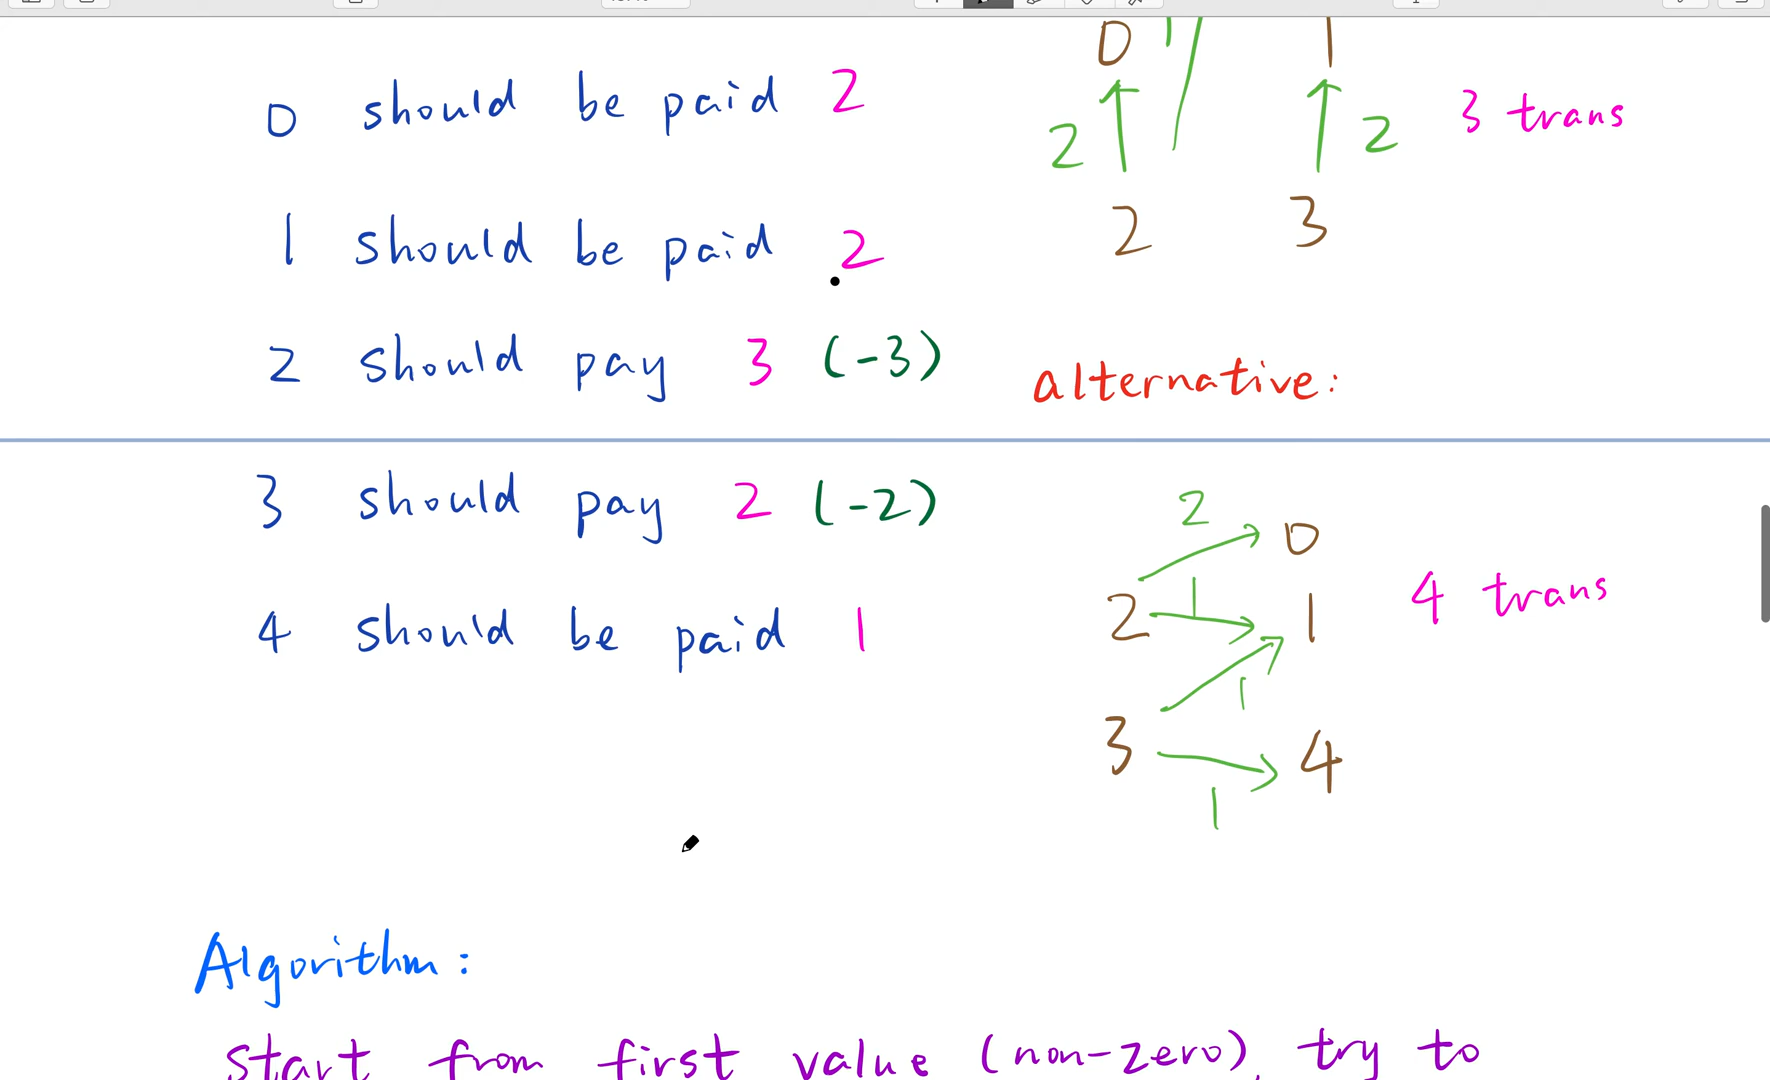 0 should be paid 2
1 should be paid 2
2 should pay 3 (-3)
3 should pay 2 (-2)
4 should be paid 1
0 1
1
2 2
3 trans
2 3
alternative:
2
0
1
2 1
4 trans
1
3 4
1
Algorithm:
start from first value (non-zero), try to